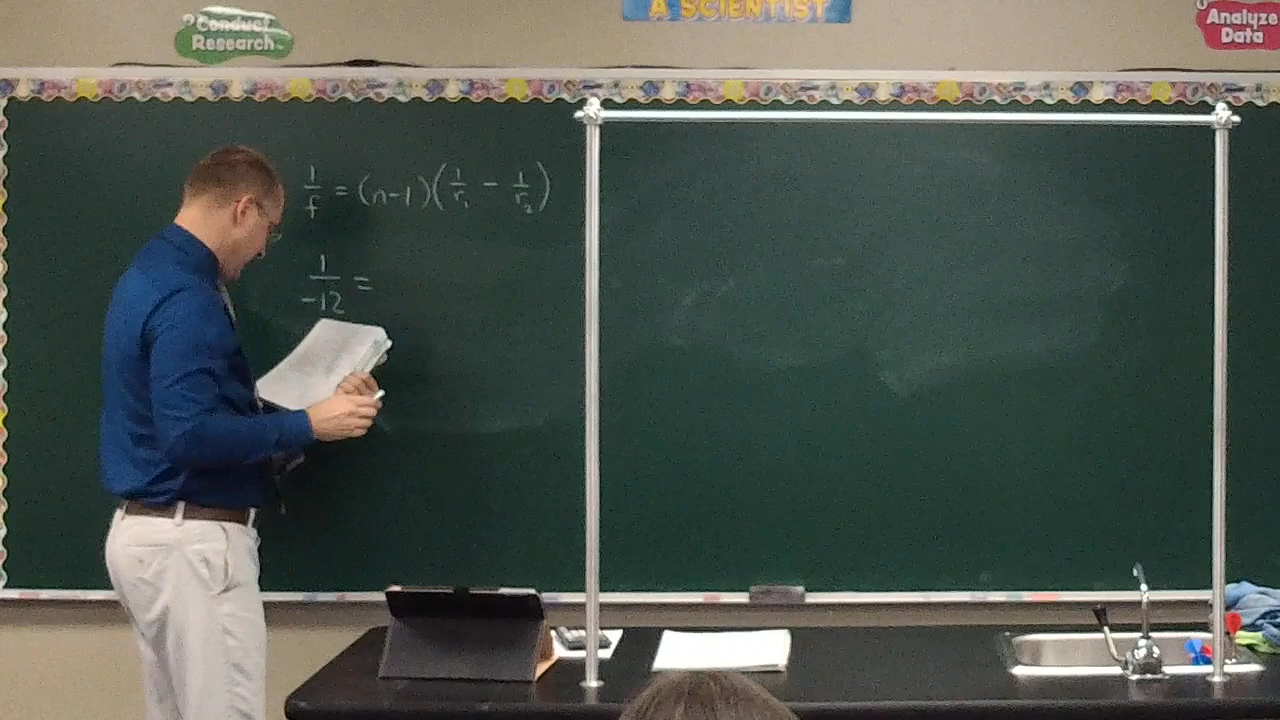 Conduct
Research
A SCIENTIST
Analyze
Data
1/f = (n-1)(1/r₁ - 1/r₂)
1/-12 =